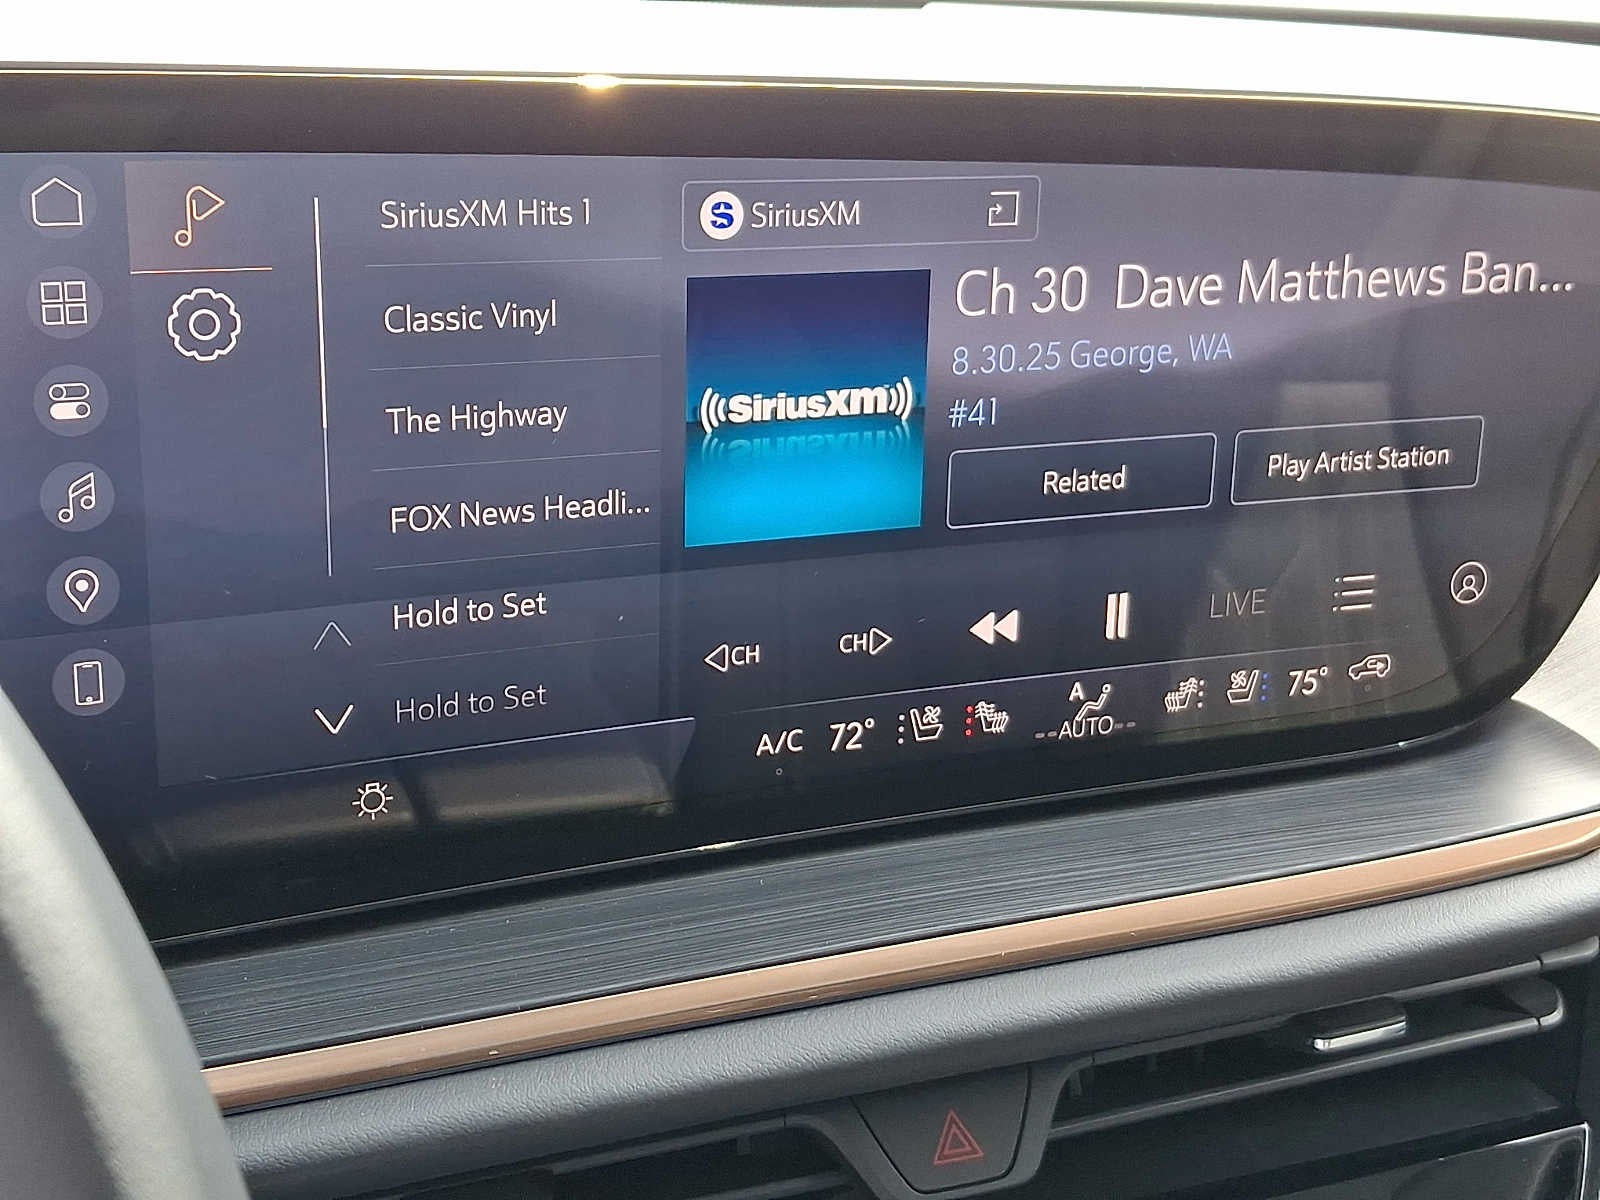 SiriusXM Hits 1
Classic Vinyl
The Highway
FOX News Headli...
Hold to Set
Hold to Set
SiriusXM
Ch 30 Dave Matthews Ban...
8.30.25 George, WA
#41
((SiriusXM))
Related
Play Artist Station
CH
CH
LIVE
A/C 72°
A
--AUTO--
75°